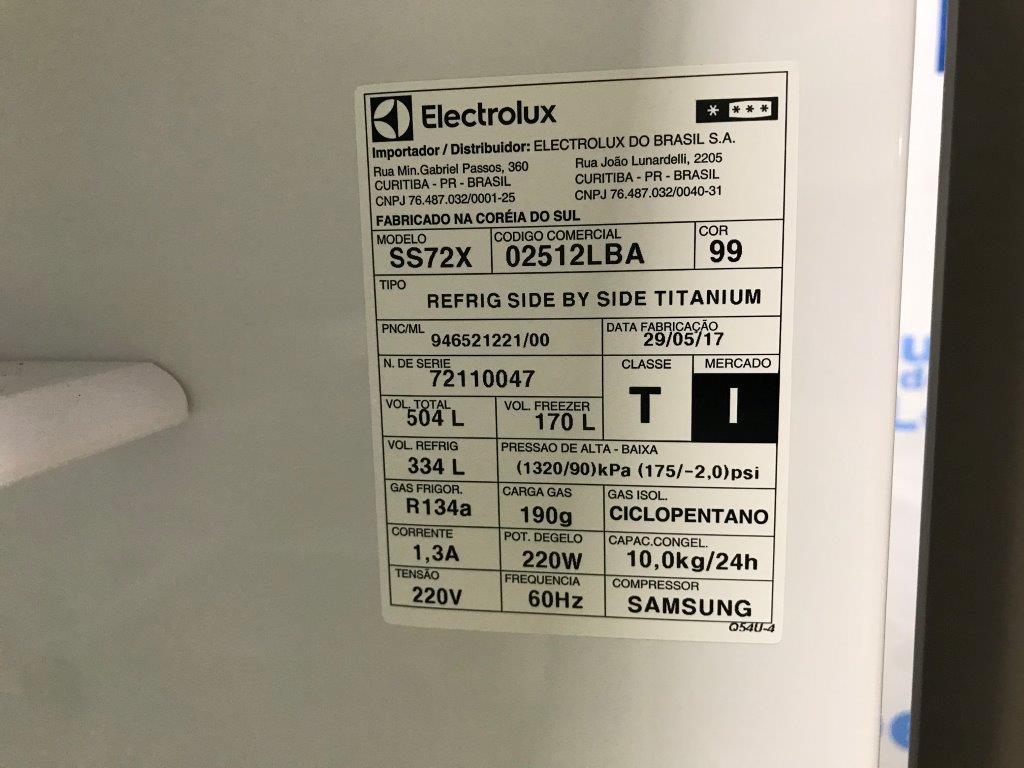 Electrolux
* ***
Importador / Distribuidor: ELECTROLUX DO BRASIL S.A.
Rua Min.Gabriel Passos, 360
CURITIBA - PR - BRASIL
CNPJ 76.487.032/0001-25
Rua João Lunardelli, 2205
CURITIBA - PR - BRASIL
CNPJ 76.487.032/0040-31
FABRICADO NA CORÉIA DO SUL
MODELO
SS72X
CODIGO COMERCIAL
02512LBA
COR
99
TIPO
REFRIG SIDE BY SIDE TITANIUM
PNC/ML
946521221/00
DATA FABRICAÇÃO
29/05/17
N. DE SERIE
72110047
CLASSE
T
MERCADO
I
VOL. TOTAL
504 L
VOL. FREEZER
170 L
VOL. REFRIG
334 L
PRESSAO DE ALTA - BAIXA
(1320/90)kPa (175/-2,0)psi
GAS FRIGOR.
R134a
CARGA GAS
190g
GAS ISOL.
CICLOPENTANO
CORRENTE
1,3A
POT. DEGELO
220W
CAPAC.CONGEL.
10,0kg/24h
TENSÃO
220V
FREQUENCIA
60Hz
COMPRESSOR
SAMSUNG
Q54U-4